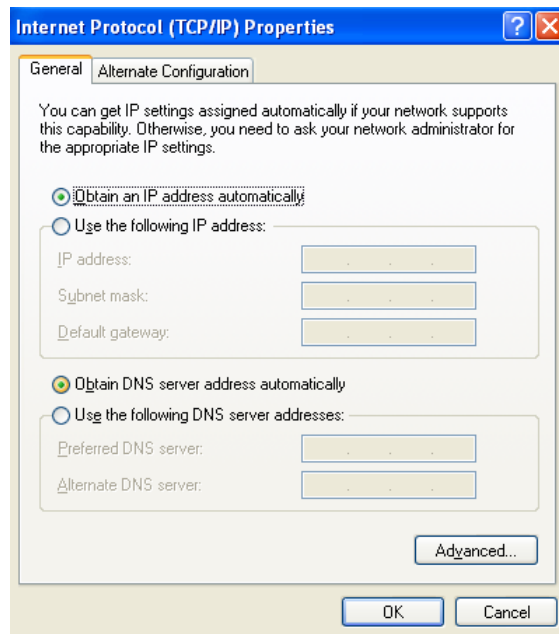 Internet Protocol (TCP/IP) Properties
General
Alternate Configuration
You can get IP settings assigned automatically if your network supports
this capability. Otherwise, you need to ask your network administrator for
the appropriate IP settings.
Obtain an IP address automatically
Use the following IP address:
IP address:
Subnet mask:
Default gateway:
Obtain DNS server address automatically
Use the following DNS server addresses:
Preferred DNS server:
Alternate DNS server:
Advanced...
OK
Cancel